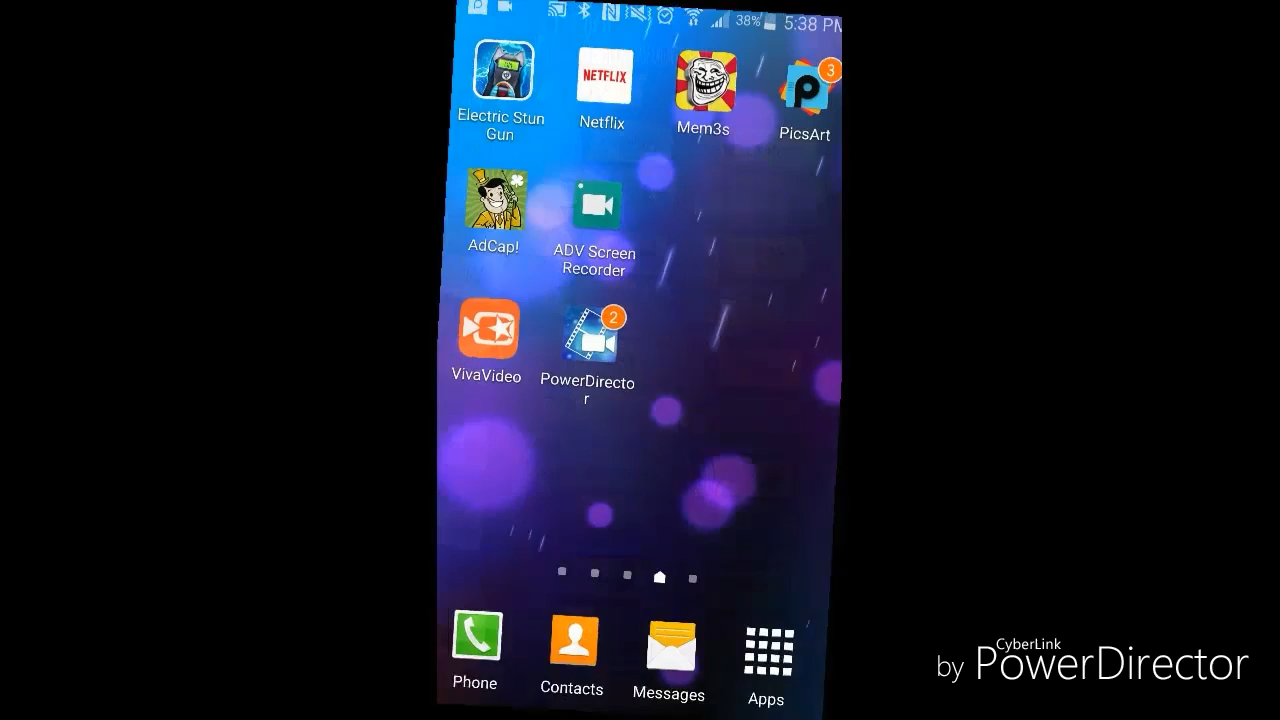 38% 5:38 PM
NETFLIX
3
Electric Stun
Gun
Netflix
Mem3s
PicsArt
AdCap!
ADV Screen
Recorder
2
VivaVideo
PowerDirecto
r
Phone
Contacts
Messages
Apps
CyberLink
by PowerDirector